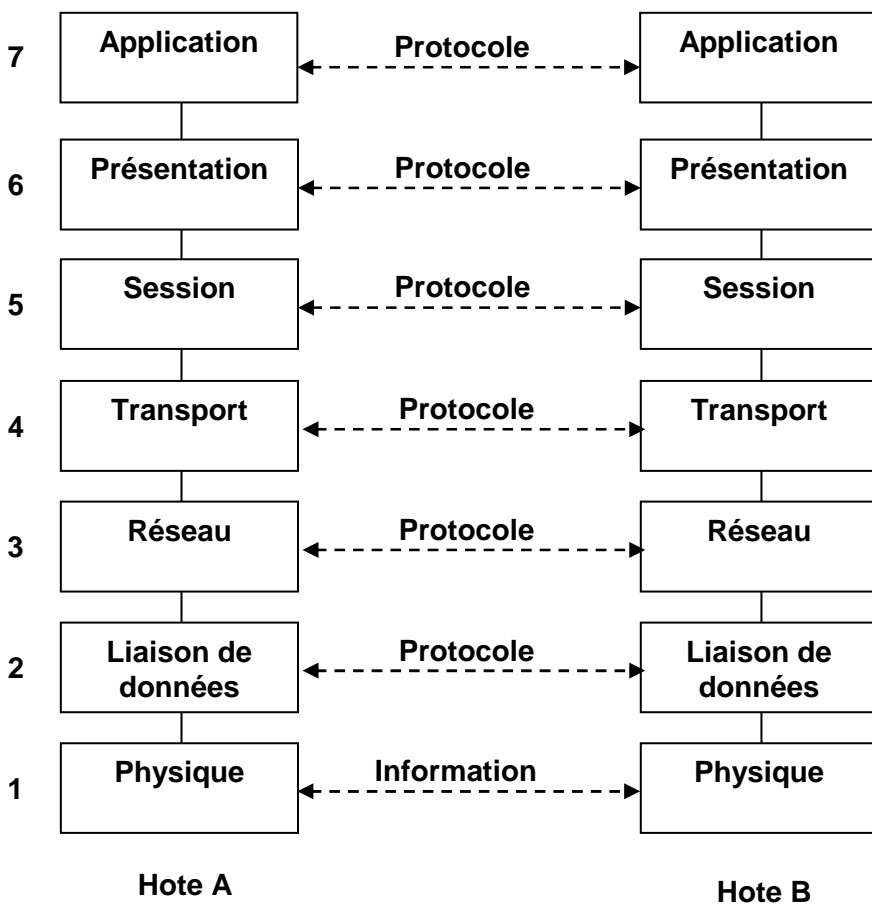 7
Application
Protocole
Application
6
Présentation
Protocole
Présentation
5
Session
Protocole
Session
4
Transport
Protocole
Transport
3
Réseau
Protocole
Réseau
2
Liaison de
données
Protocole
Liaison de
données
1
Physique
Information
Physique
Hote A
Hote B